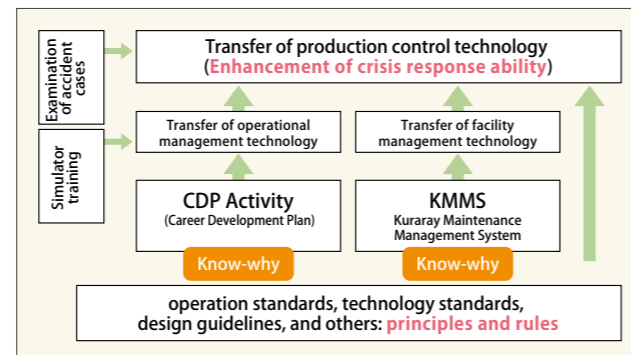 Examination
of accident
cases
Transfer of production control technology
(Enhancement of crisis response ability)
Simulator
training
Transfer of operational
management technology
Transfer of facility
management technology
CDP Activity
(Career Development Plan)
KMMS
Kuraray Maintenance
Management System
Know-why
Know-why
operation standards, technology standards,
design guidelines, and others: principles and rules